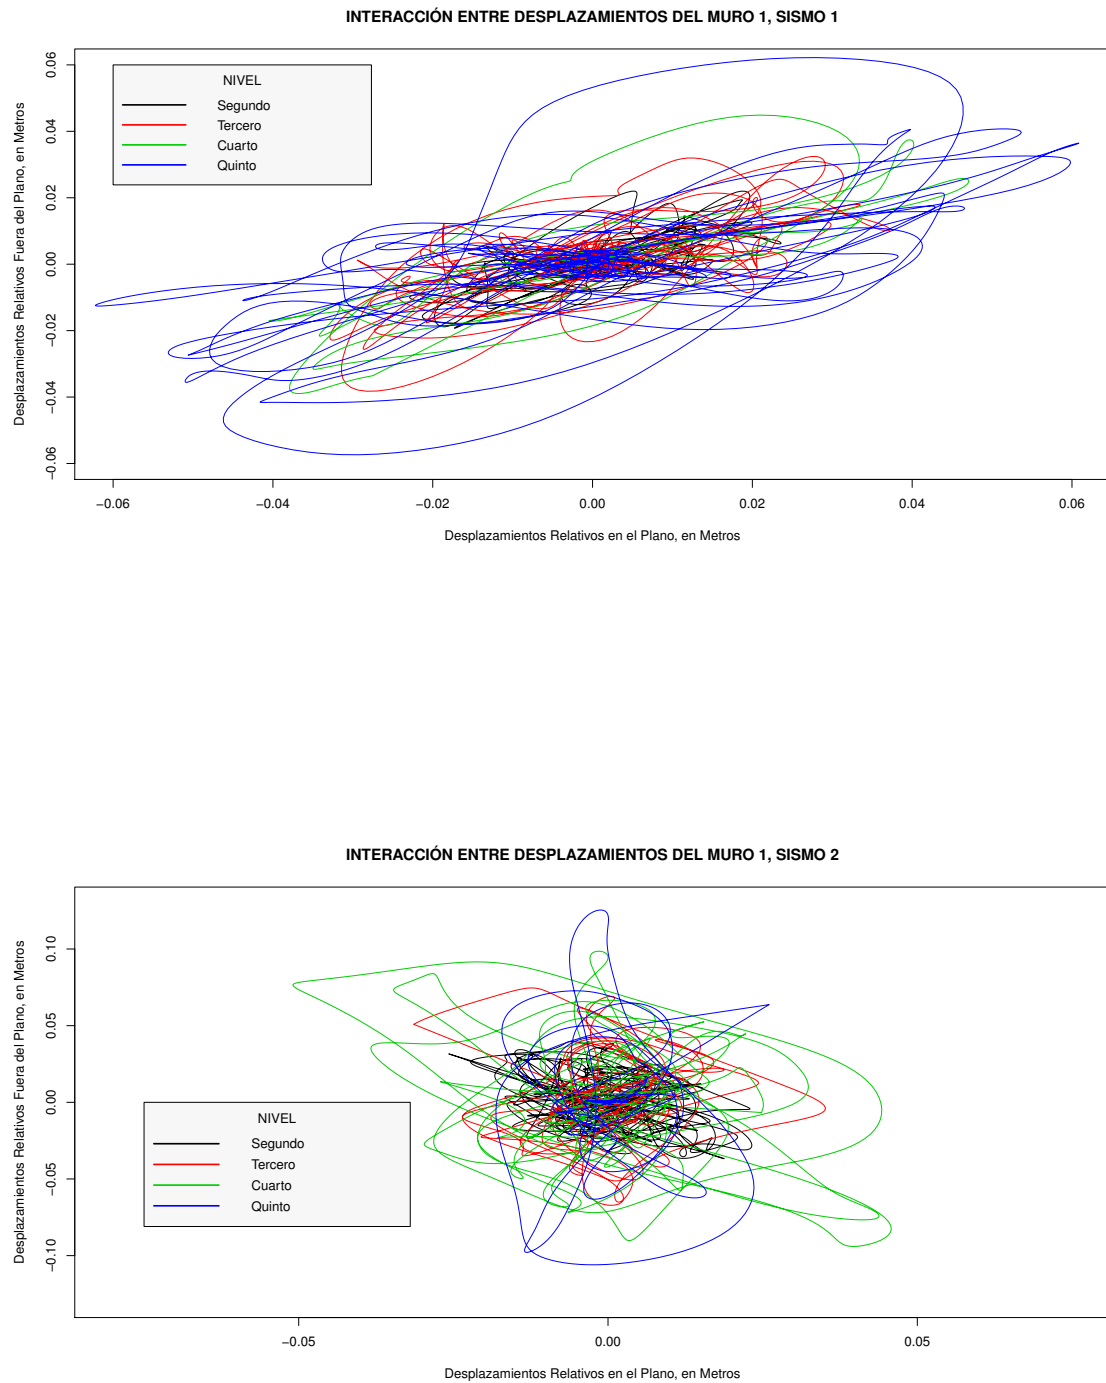 INTERACCIÓN ENTRE DESPLAZAMIENTOS DEL MURO 1, SISMO 1
Desplazamientos Relativos Fuera del Plano, en Metros
0.06
0.04
0.02
0.00
−0.02
−0.04
−0.06
NIVEL
Segundo
Tercero
Cuarto
Quinto
−0.06 −0.04 −0.02 0.00 0.02 0.04 0.06
Desplazamientos Relativos en el Plano, en Metros
INTERACCIÓN ENTRE DESPLAZAMIENTOS DEL MURO 1, SISMO 2
Desplazamientos Relativos Fuera del Plano, en Metros
0.10
0.05
0.00
−0.05
−0.10
NIVEL
Segundo
Tercero
Cuarto
Quinto
−0.05 0.00 0.05
Desplazamientos Relativos en el Plano, en Metros